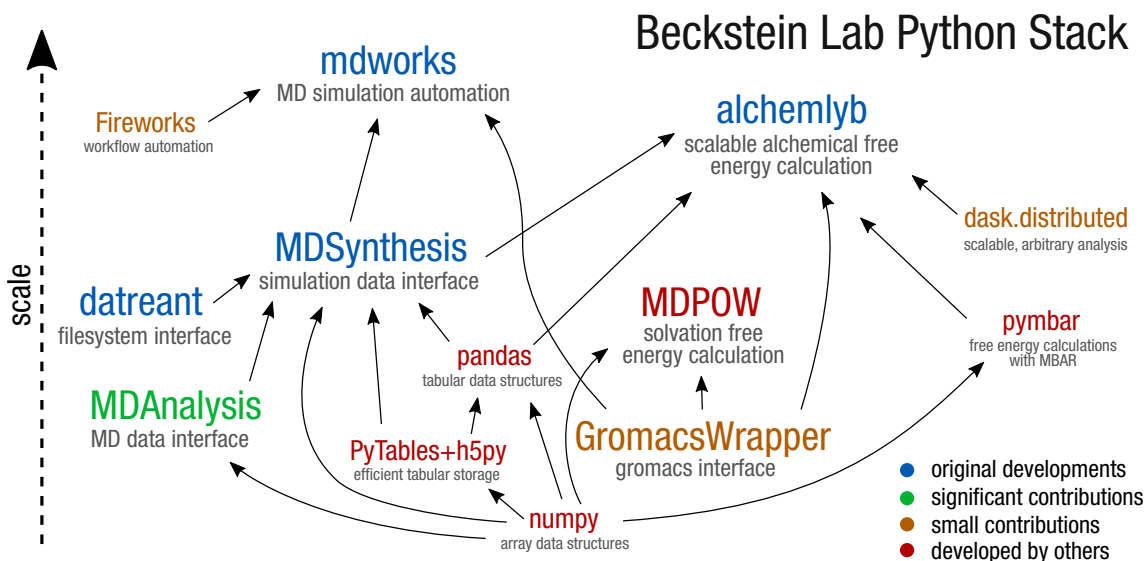 Beckstein Lab Python Stack
mdworks
MD simulation automation
Fireworks
workflow automation
alchemlyb
scalable alchemical free
energy calculation
dask.distributed
scalable, arbitrary analysis
MDSynthesis
simulation data interface
scale
datreant
filesystem interface
MDPOW
solvation free
energy calculation
pymbar
free energy calculations
with MBAR
pandas
tabular data structures
MDAnalysis
MD data interface
GromacsWrapper
gromacs interface
PyTables+h5py
efficient tabular storage
numpy
array data structures
original developments
significant contributions
small contributions
developed by others